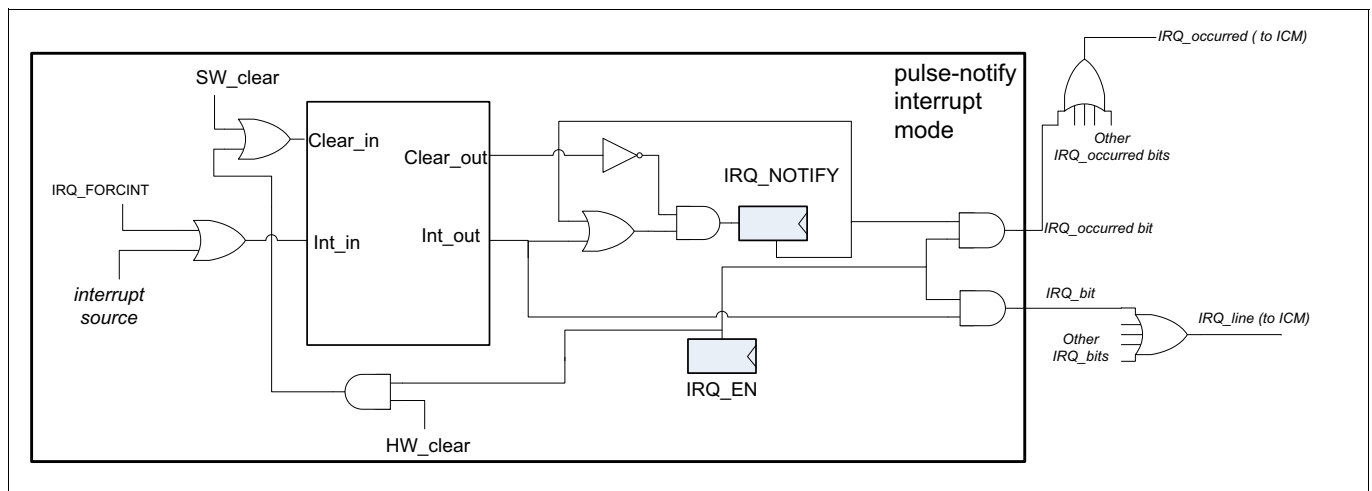 IRQ_occurred ( to ICM)
pulse-notify
interrupt
mode
SW_clear
Other
IRQ_occurred bits
Clear_in
Clear_out
IRQ_NOTIFY
IRQ_FORCINT
Int_in
Int_out
IRQ_occurred bit
interrupt
source
IRQ_bit
IRQ_line (to ICM)
Other
IRQ_bits
IRQ_EN
HW_clear